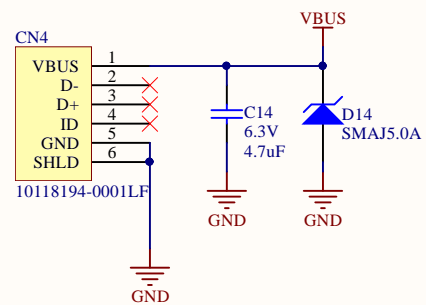 VBUS
CN4
VBUS 1
D- 2
D+ 3
ID 4
GND 5
SHLD 6
10118194-0001LF
C14
6.3V
4.7uF
D14
SMAJ5.0A
GND
GND
GND